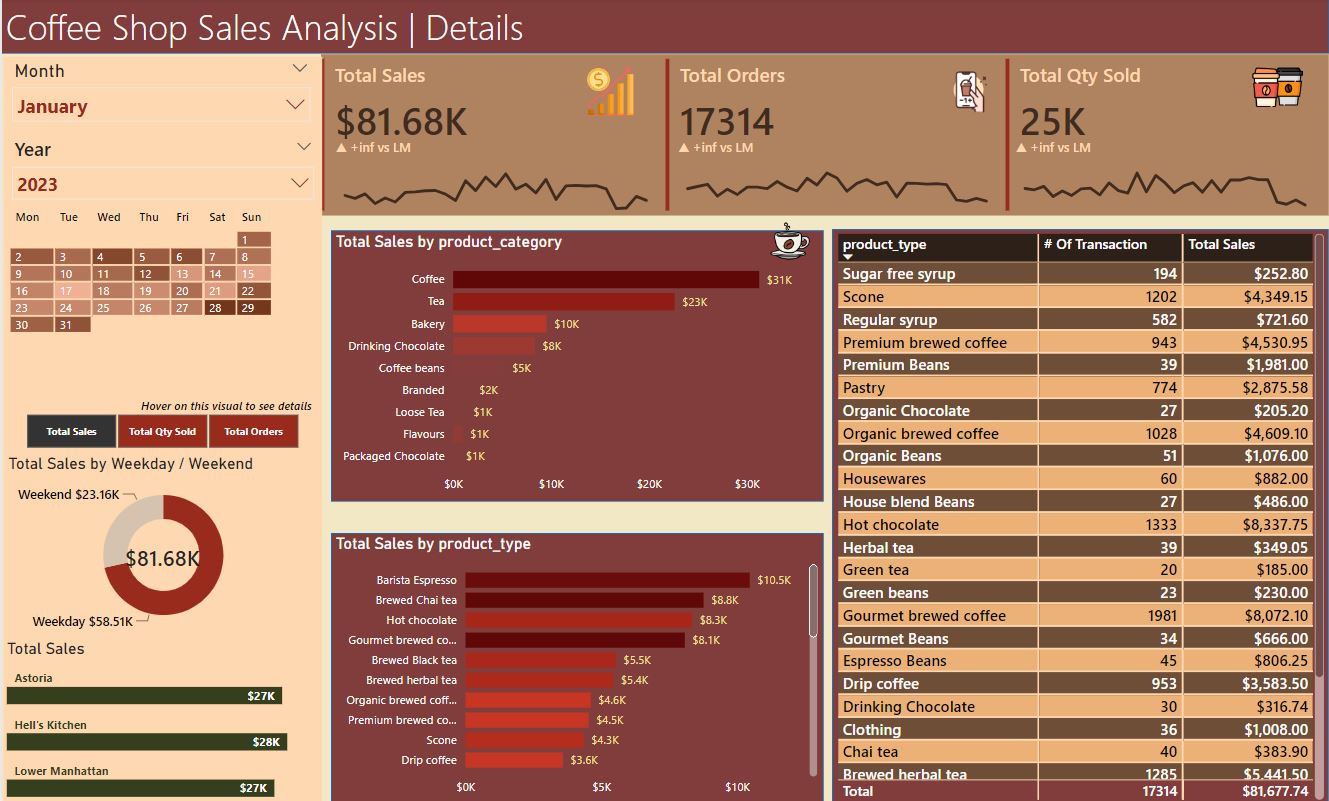 Coffee Shop Sales Analysis | Details
Month
January
Year
2023
Mon Tue Wed Thu Fri Sat Sun
1
2 3 4 5 6 7 8
9 10 11 12 13 14 15
16 17 18 19 20 21 22
23 24 25 26 27 28 29
30 31
Hover on this visual to see details
Total Sales Total Qty Sold Total Orders
Total Sales by Weekday / Weekend
Weekend $23.16K
$81.68K
Weekday $58.51K
Total Sales
Astoria
$27K
Hell's Kitchen
$28K
Lower Manhattan
$27K
Total Sales
$81.68K
▲ +inf vs LM
Total Orders
17314
▲ +inf vs LM
Total Qty Sold
25K
▲ +inf vs LM
Total Sales by product_category
Coffee $31K
Tea $23K
Bakery $10K
Drinking Chocolate $8K
Coffee beans $5K
Branded $2K
Loose Tea $1K
Flavours $1K
Packaged Chocolate $1K
$0K $10K $20K $30K
Total Sales by product_type
Barista Espresso $10.5K
Brewed Chai tea $8.8K
Hot chocolate $8.3K
Gourmet brewed co... $8.1K
Brewed Black tea $5.5K
Brewed herbal tea $5.4K
Organic brewed coff... $4.6K
Premium brewed co... $4.5K
Scone $4.3K
Drip coffee $3.6K
$0K $5K $10K
product_type # Of Transaction Total Sales
Sugar free syrup 194 $252.80
Scone 1202 $4,349.15
Regular syrup 582 $721.60
Premium brewed coffee 943 $4,530.95
Premium Beans 39 $1,981.00
Pastry 774 $2,875.58
Organic Chocolate 27 $205.20
Organic brewed coffee 1028 $4,609.10
Organic Beans 51 $1,076.00
Housewares 60 $882.00
House blend Beans 27 $486.00
Hot chocolate 1333 $8,337.75
Herbal tea 39 $349.05
Green tea 20 $185.00
Green beans 23 $230.00
Gourmet brewed coffee 1981 $8,072.10
Gourmet Beans 34 $666.00
Espresso Beans 45 $806.25
Drip coffee 953 $3,583.50
Drinking Chocolate 30 $316.74
Clothing 36 $1,008.00
Chai tea 40 $383.90
Brewed herbal tea 1285 $5,441.50
Total 17314 $81,677.74